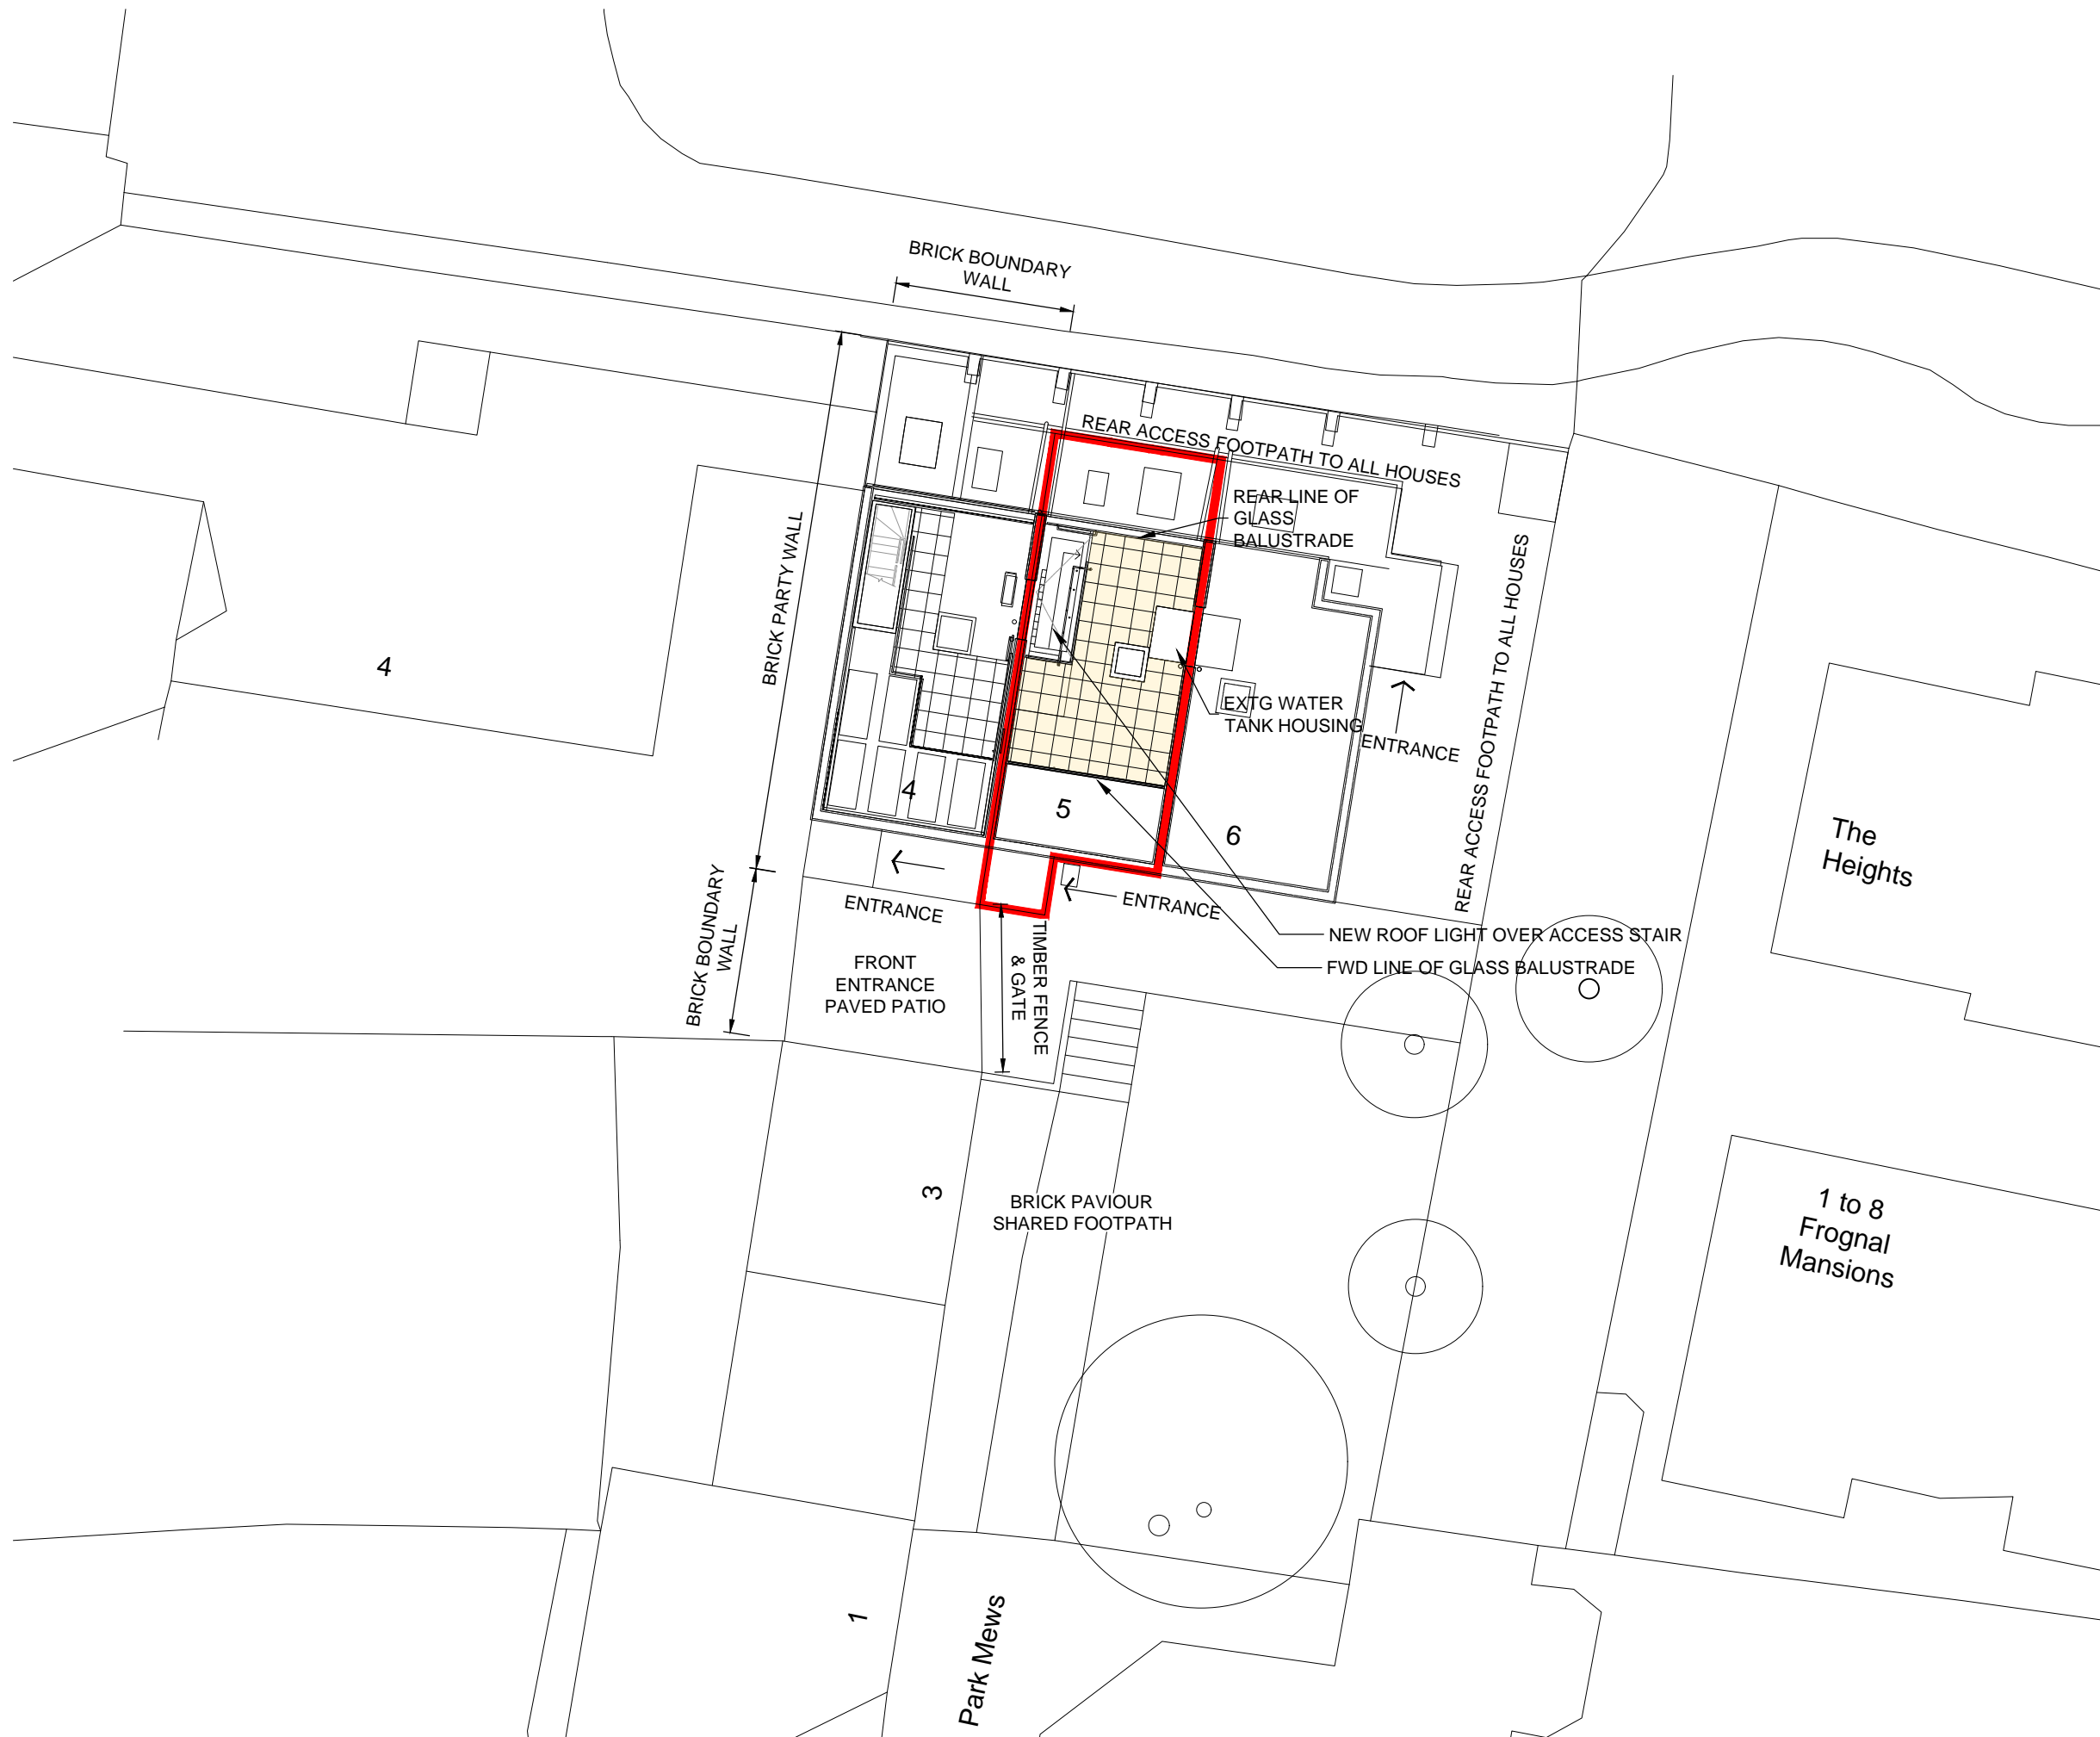 BRICK BOUNDARY
WALL
REAR ACCESS FOOTPATH TO ALL HOUSES
REAR LINE OF
GLASS
BALUSTRADE
BRICK PARTY WALL
4
EXTG WATER
TANK HOUSING
ENTRANCE
REAR ACCESS FOOTPATH TO ALL HOUSES
4
5
6
The
Heights
BRICK BOUNDARY
WALL
ENTRANCE
ENTRANCE
NEW ROOF LIGHT OVER ACCESS STAIR
FWD LINE OF GLASS BALUSTRADE
TIMBER FENCE
& GATE
FRONT
ENTRANCE
PAVED PATIO
3
BRICK PAVIOUR
SHARED FOOTPATH
1 to 8
Frognal
Mansions
1
Park Mews